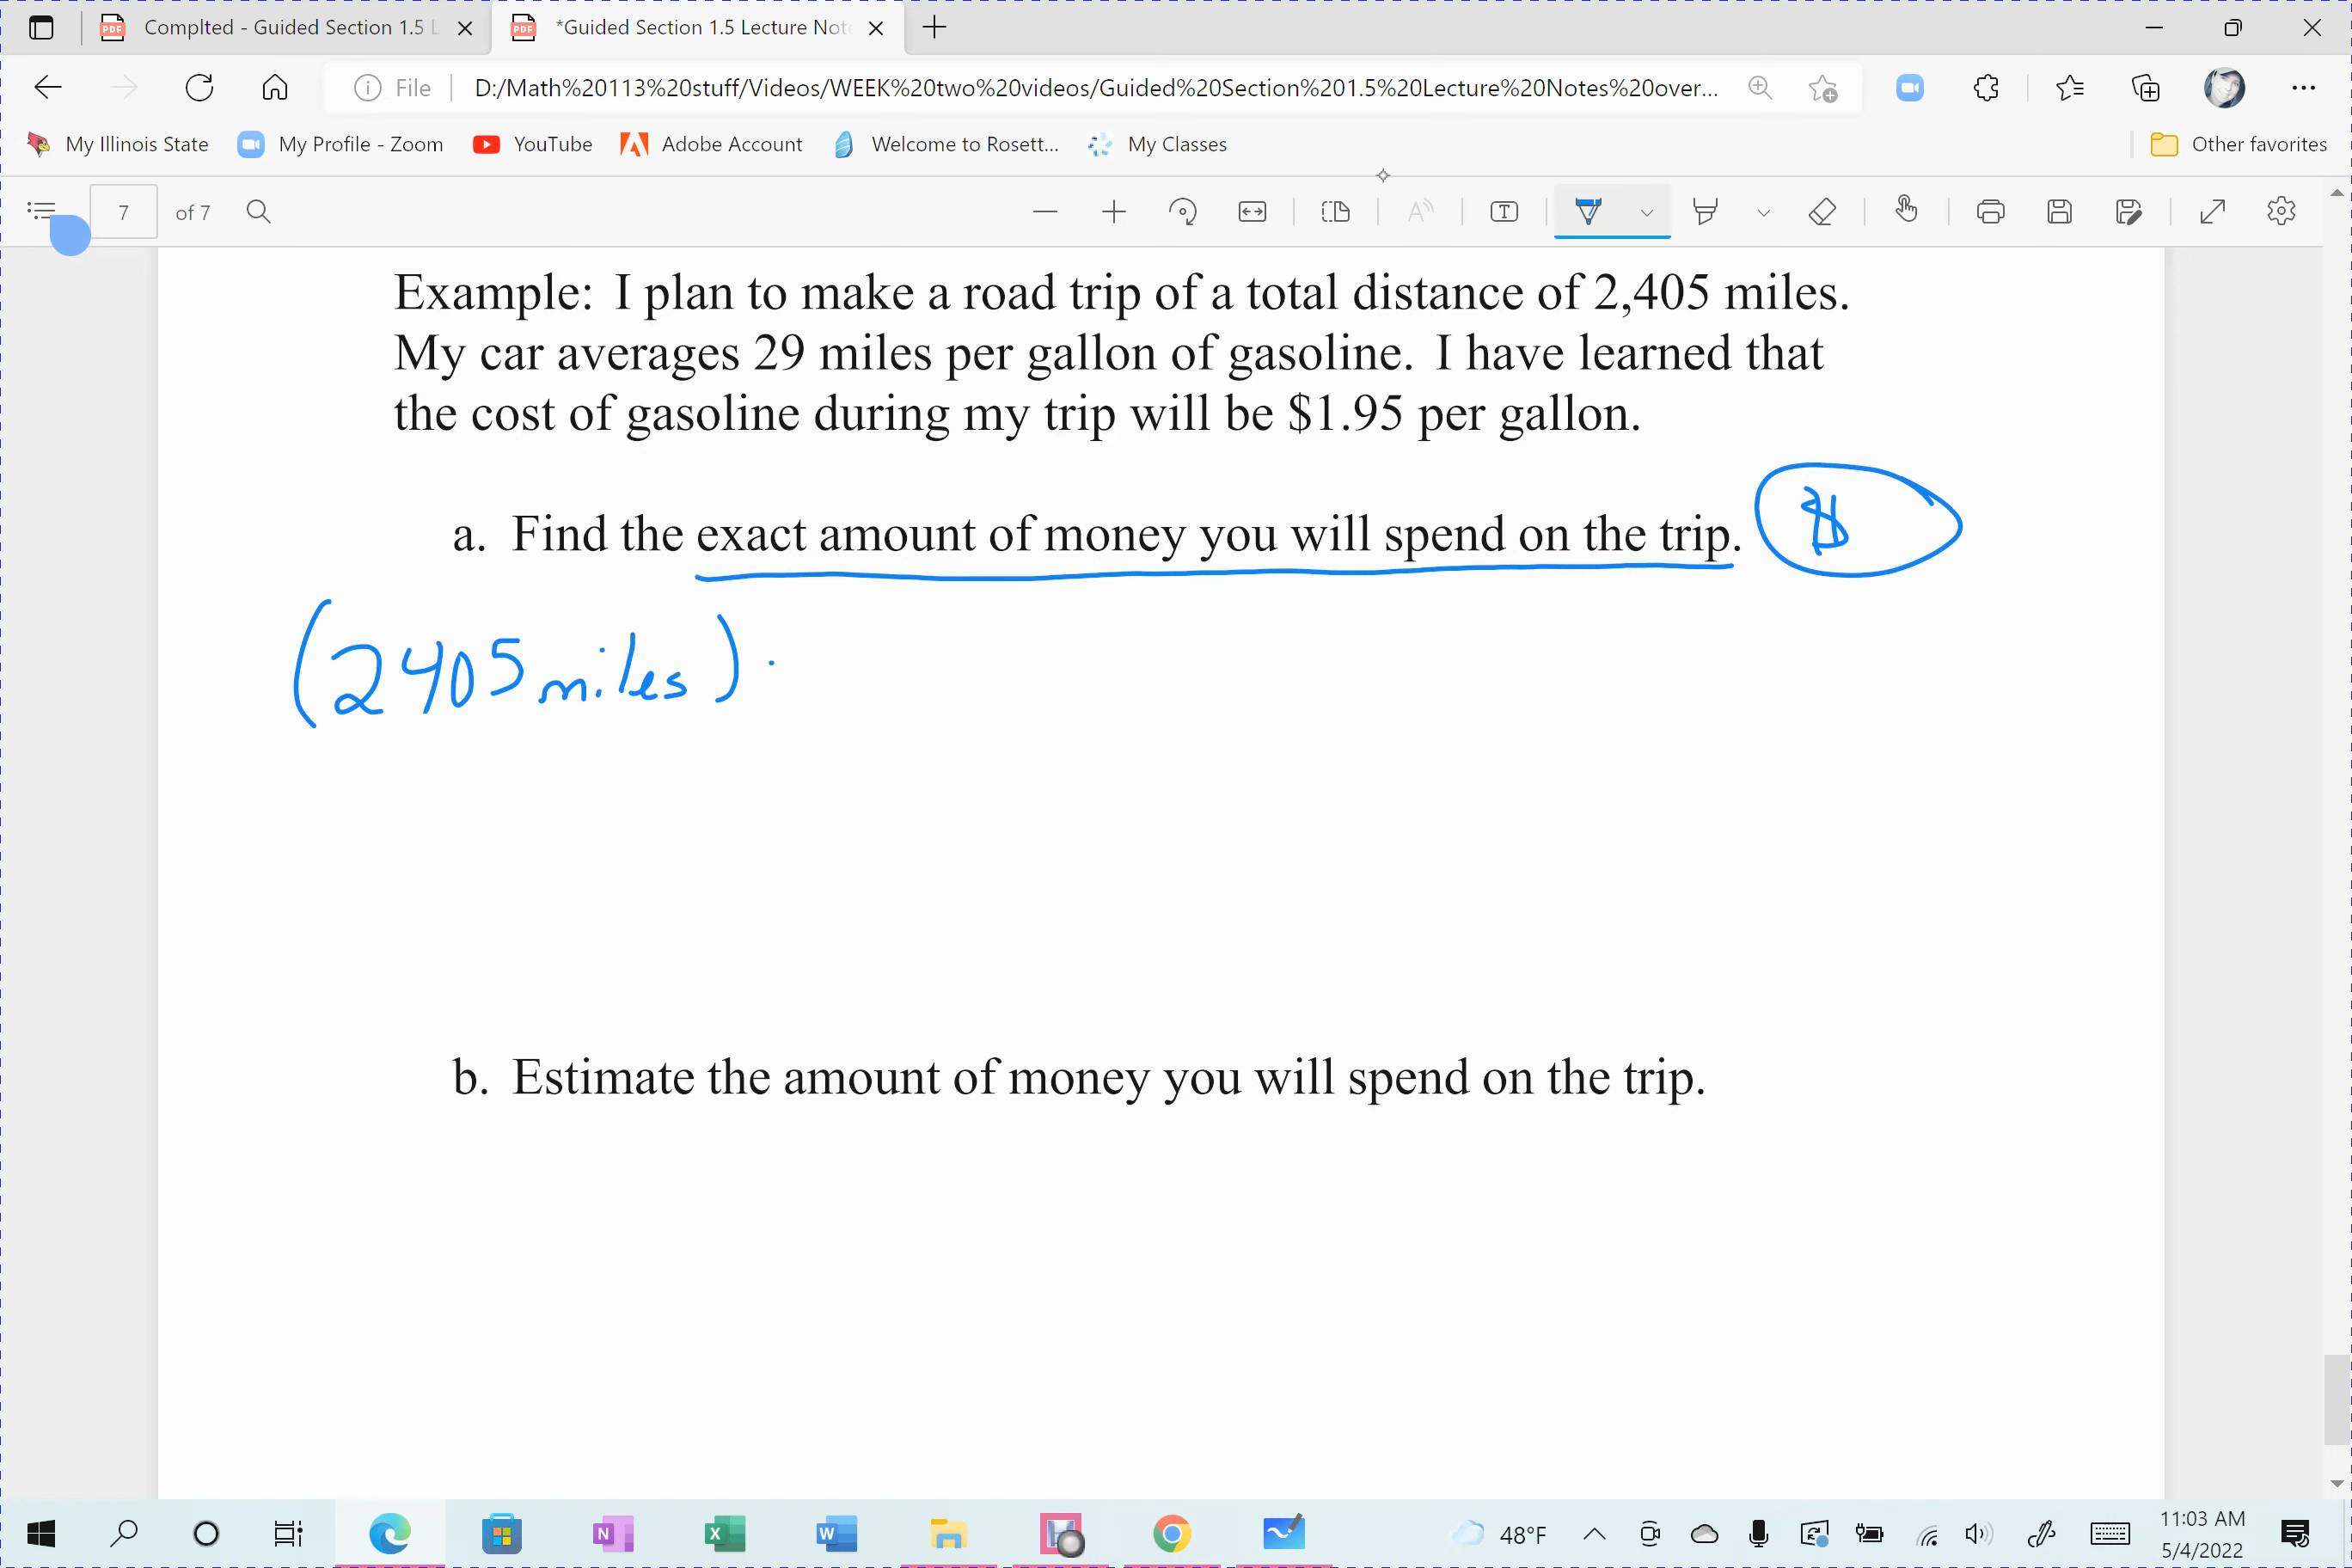 Complted - Guided Section 1.5 L
*Guided Section 1.5 Lecture Not
File
D:/Math%20113%20stuff/Videos/WEEK%20two%20videos/Guided%20Section%201.5%20Lecture%20Notes%20over...
My Illinois State
My Profile - Zoom
YouTube
Adobe Account
Welcome to Rosett...
My Classes
Other favorites
7 of 7
Example: I plan to make a road trip of a total distance of 2,405 miles.
My car averages 29 miles per gallon of gasoline. I have learned that
the cost of gasoline during my trip will be $1.95 per gallon.
a. Find the exact amount of money you will spend on the trip. $
(2405 miles) ·
b. Estimate the amount of money you will spend on the trip.
48°F
11:03 AM
5/4/2022